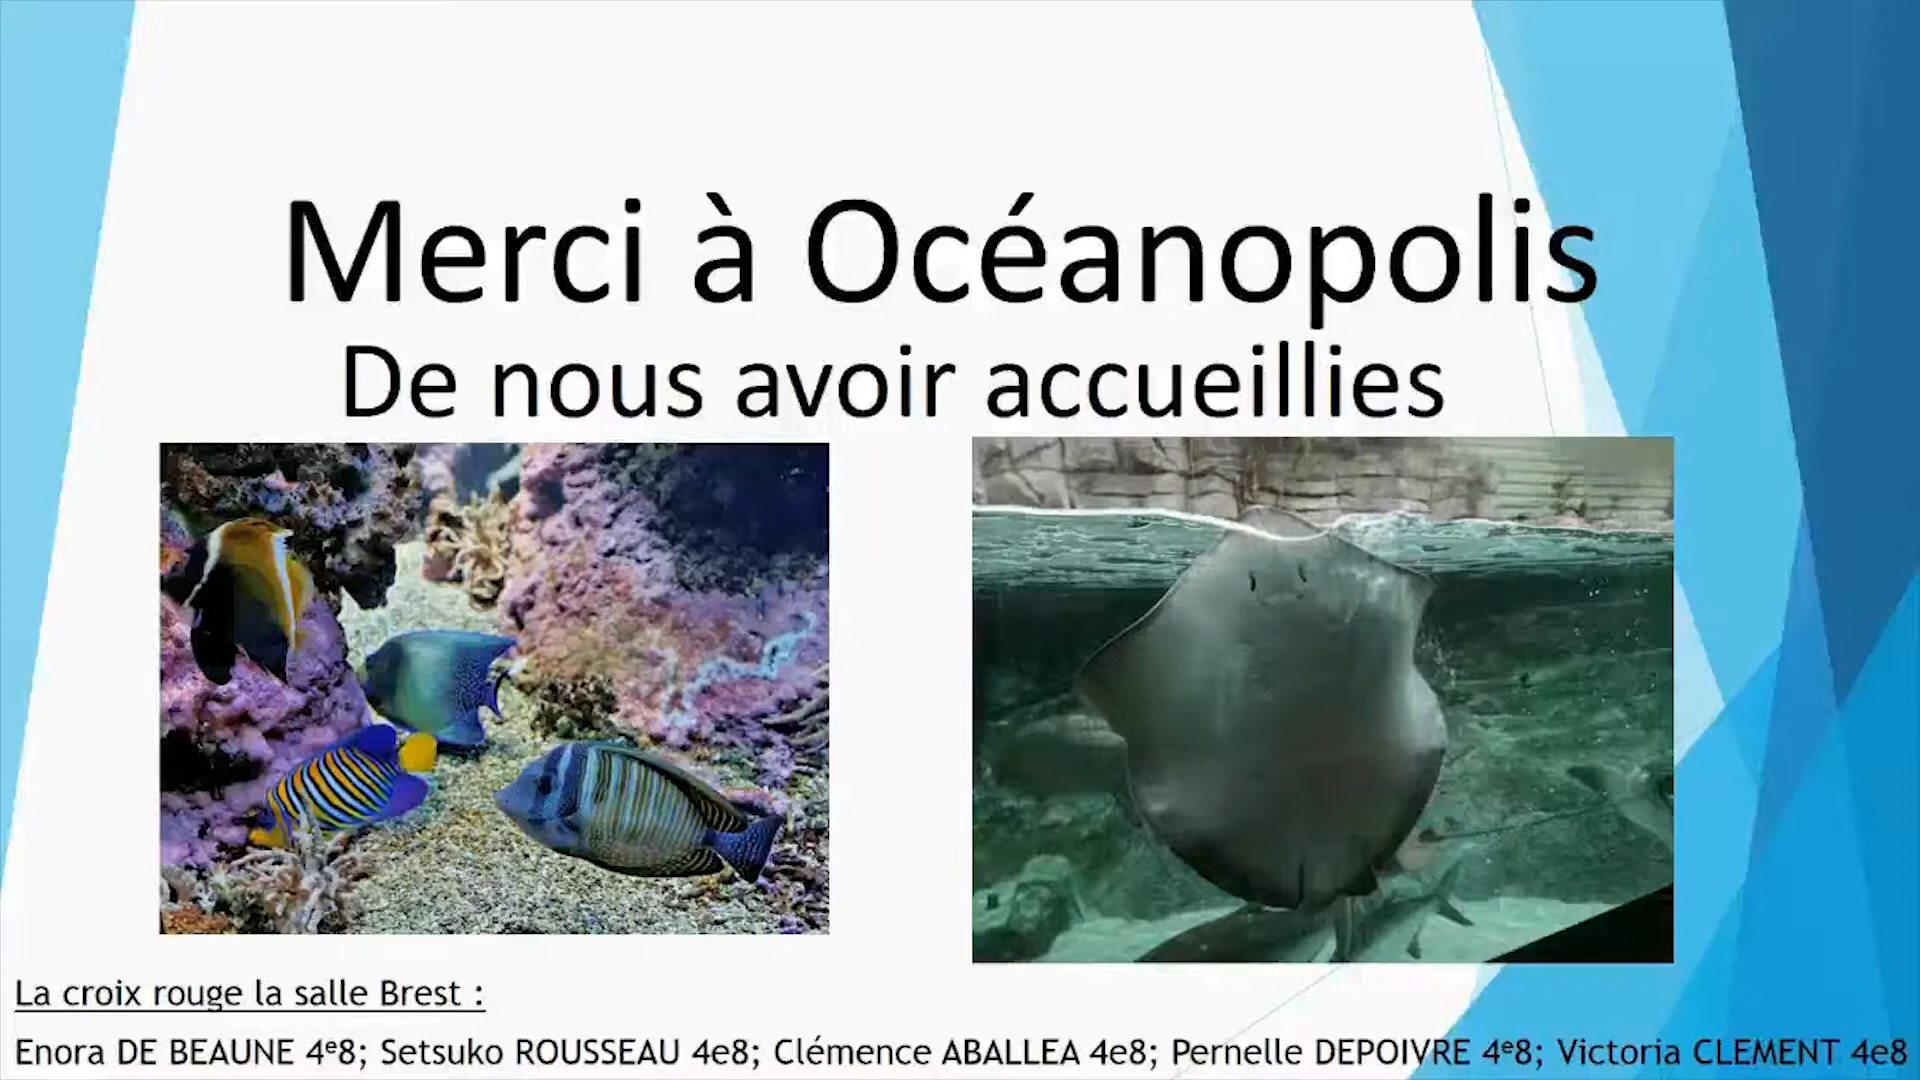 Merci à Océanopolis
De nous avoir accueillies
La croix rouge la salle Brest :
Enora DE BEAUNE 4ᵉ8; Setsuko ROUSSEAU 4e8; Clémence ABALLEA 4e8; Pernelle DEPOIVRE 4ᵉ8; Victoria CLEMENT 4e8